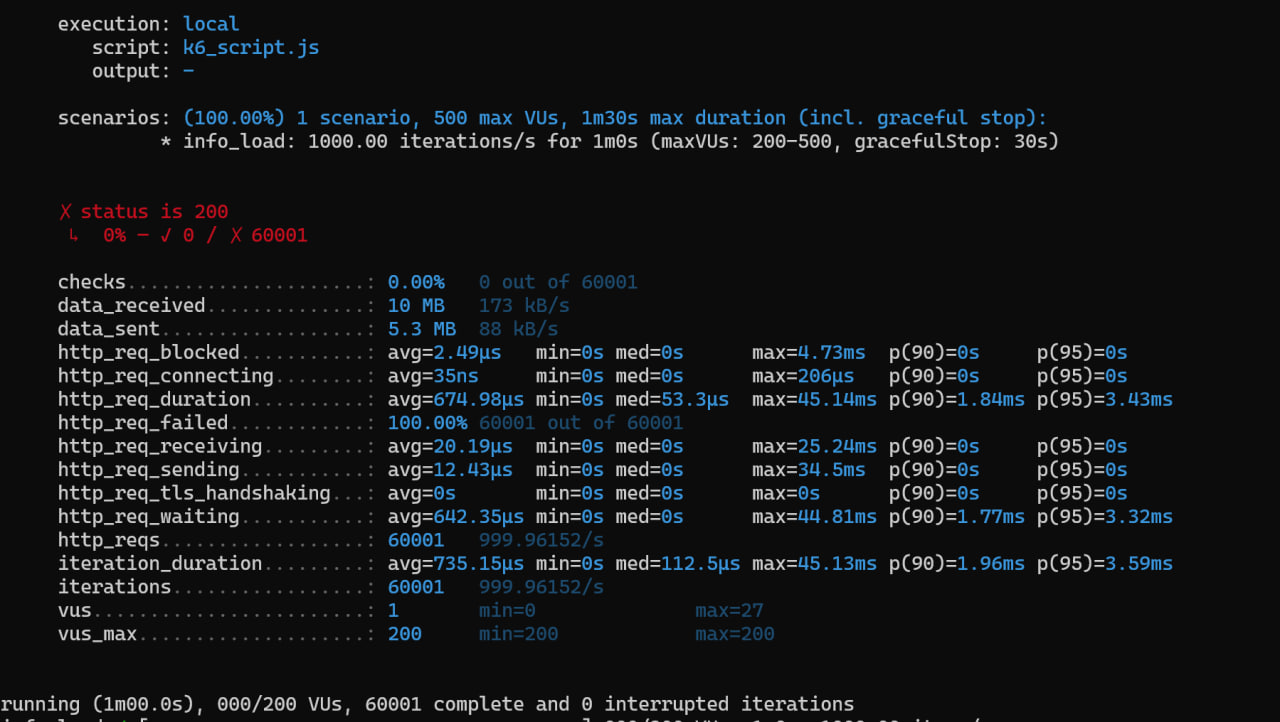 execution: local
script: k6_script.js
output: -
scenarios: (100.00%) 1 scenario, 500 max VUs, 1m30s max duration (incl. graceful stop):
* info_load: 1000.00 iterations/s for 1m0s (maxVUs: 200-500, gracefulStop: 30s)
✗ status is 200
↳ 0% — ✓ 0 / ✗ 60001
checks.....................: 0.00% 0 out of 60001
data_received..............: 10 MB 173 kB/s
data_sent..................: 5.3 MB 88 kB/s
http_req_blocked...........: avg=2.49µs min=0s med=0s max=4.73ms p(90)=0s p(95)=0s
http_req_connecting........: avg=35ns min=0s med=0s max=206µs p(90)=0s p(95)=0s
http_req_duration..........: avg=674.98µs min=0s med=53.3µs max=45.14ms p(90)=1.84ms p(95)=3.43ms
http_req_failed............: 100.00% 60001 out of 60001
http_req_receiving.........: avg=20.19µs min=0s med=0s max=25.24ms p(90)=0s p(95)=0s
http_req_sending...........: avg=12.43µs min=0s med=0s max=34.5ms p(90)=0s p(95)=0s
http_req_tls_handshaking...: avg=0s min=0s med=0s max=0s p(90)=0s p(95)=0s
http_req_waiting...........: avg=642.35µs min=0s med=0s max=44.81ms p(90)=1.77ms p(95)=3.32ms
http_reqs..................: 60001 999.96152/s
iteration_duration.........: avg=735.15µs min=0s med=112.5µs max=45.13ms p(90)=1.96ms p(95)=3.59ms
iterations.................: 60001 999.96152/s
vus........................: 1 min=0 max=27
vus_max....................: 200 min=200 max=200
running (1m00.0s), 000/200 VUs, 60001 complete and 0 interrupted iterations